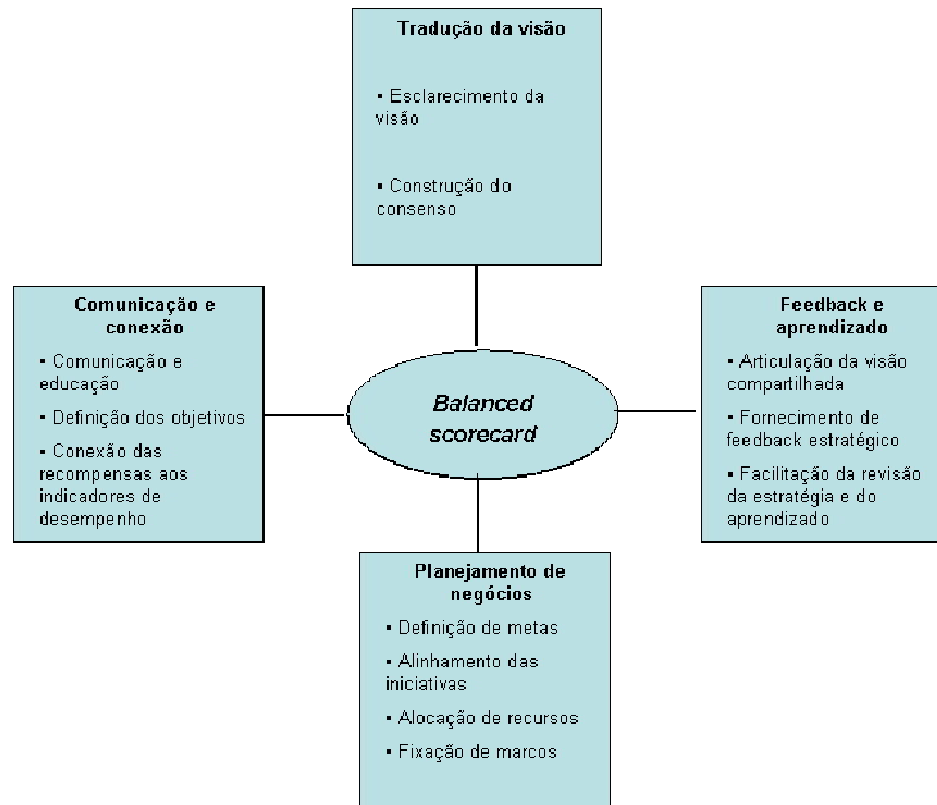 Tradução da visão
▪ Esclarecimento da
visão
▪ Construção do
consenso
Comunicação e
conexão
▪ Comunicação e
educação
▪ Definição dos objetivos
▪ Conexão das
recompensas aos
indicadores de
desempenho
Balanced
scorecard
Feedback e
aprendizado
▪ Articulação da visão
compartilhada
▪ Fornecimento de
feedback estratégico
▪ Facilitação da revisão
da estratégia e do
aprendizado
Planejamento de
negócios
▪ Definição de metas
▪ Alinhamento das
iniciativas
▪ Alocação de recursos
▪ Fixação de marcos